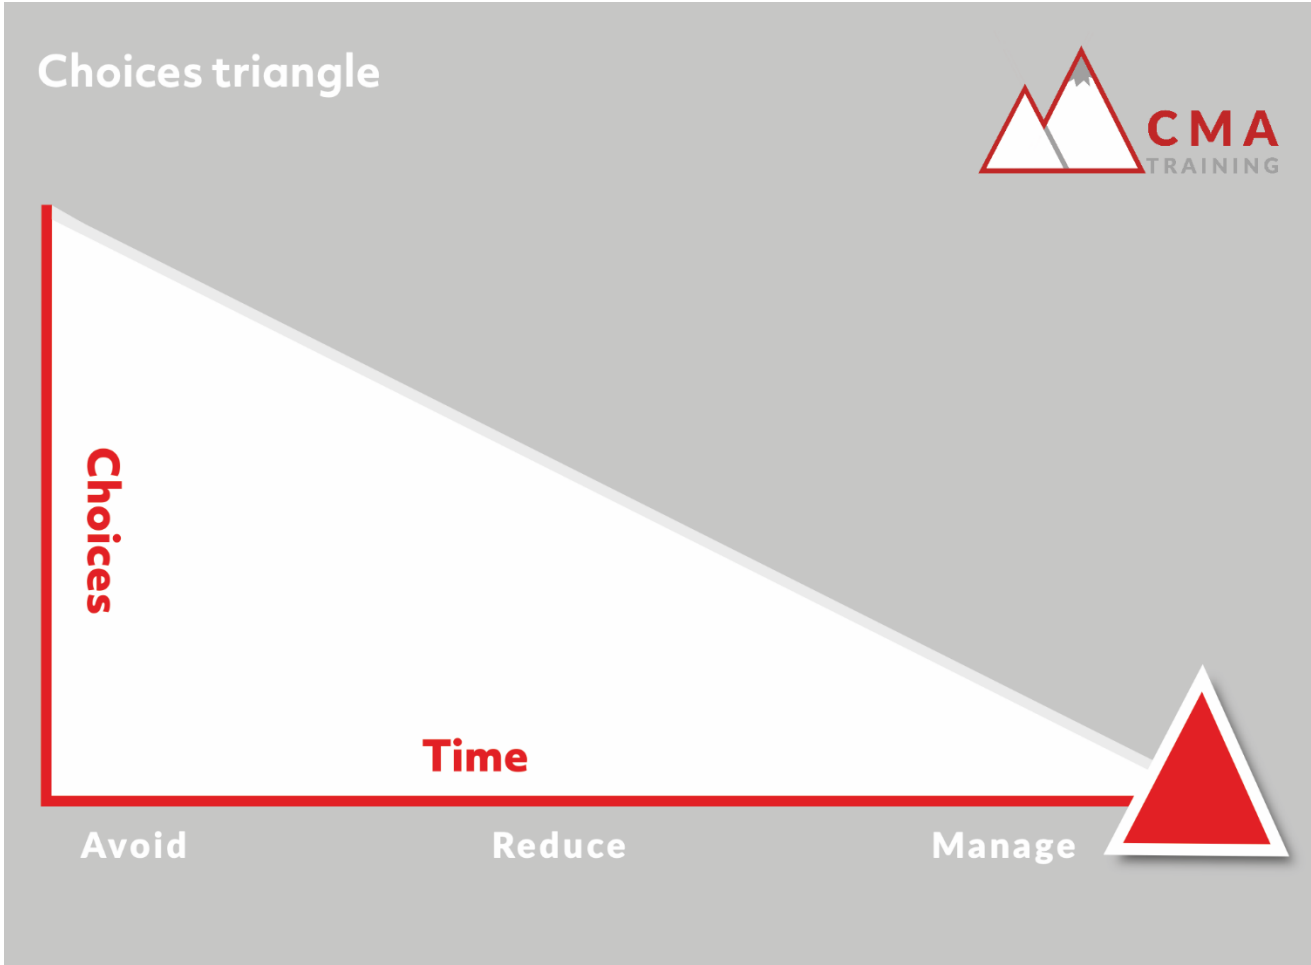 Choices triangle
CMA
TRAINING
Choices
Time
Avoid Reduce Manage